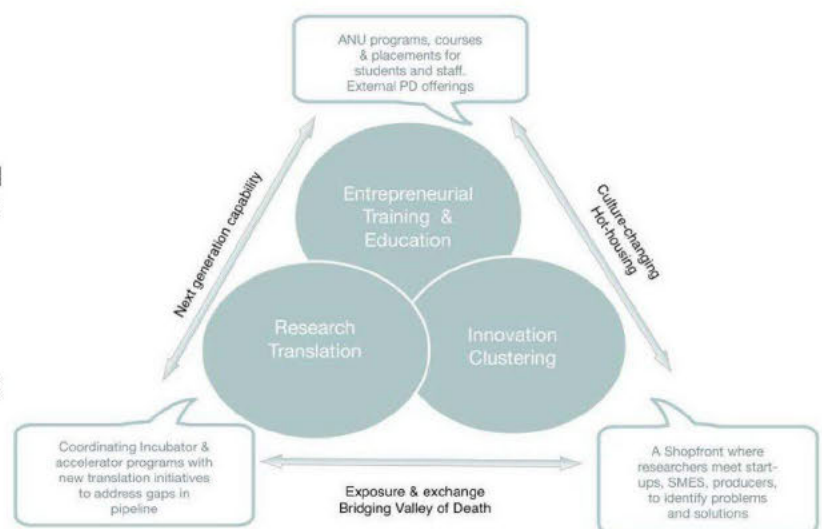 ANU programs, courses
& placements for
students and staff.
External PD offerings
Next generation capability
Culture-changing
Hot-housing
Entrepreneurial
Training &
Education
Research
Translation
Innovation
Clustering
Coordinating Incubator &
accelerator programs with
new translation initiatives
to address gaps in
pipeline
Exposure & exchange
Bridging Valley of Death
A Shopfront where
researchers meet start-
ups, SMES, producers,
to identify problems
and solutions